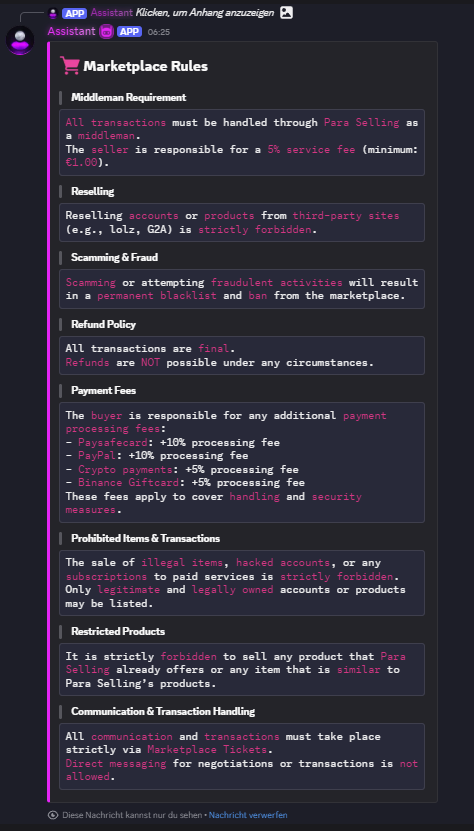 APP Assistant Klicken, um Anhang anzuzeigen
Assistant APP 06:25
Marketplace Rules
Middleman Requirement
All transactions must be handled through Para Selling as
a middleman.
The seller is responsible for a 5% service fee (minimum:
€1.00).
Reselling
Reselling accounts or products from third-party sites
(e.g., lolz, G2A) is strictly forbidden.
Scamming & Fraud
Scamming or attempting fraudulent activities will result
in a permanent blacklist and ban from the marketplace.
Refund Policy
All transactions are final.
Refunds are NOT possible under any circumstances.
Payment Fees
The buyer is responsible for any additional payment
processing fees:
- Paysafecard: +10% processing fee
- PayPal: +10% processing fee
- Crypto payments: +5% processing fee
- Binance Giftcard: +5% processing fee
These fees apply to cover handling and security
measures.
Prohibited Items & Transactions
The sale of illegal items, hacked accounts, or any
subscriptions to paid services is strictly forbidden.
Only legitimate and legally owned accounts or products
may be listed.
Restricted Products
It is strictly forbidden to sell any product that Para
Selling already offers or any item that is similar to
Para Selling's products.
Communication & Transaction Handling
All communication and transactions must take place
strictly via Marketplace Tickets.
Direct messaging for negotiations or transactions is not
allowed.
Diese Nachricht kannst nur du sehen • Nachricht verwerfen